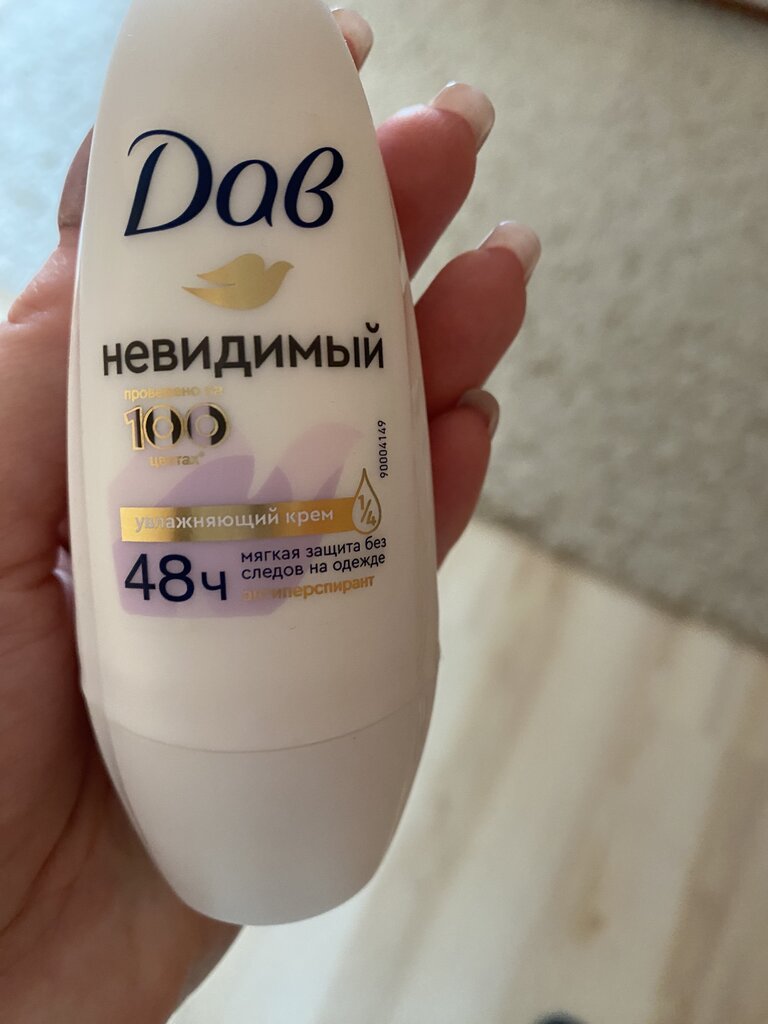 Дав
невидимый
проверено на
100
цветах*
90004149
увлажняющий крем
1/4
48ч
мягкая защита без
следов на одежде
антиперспирант